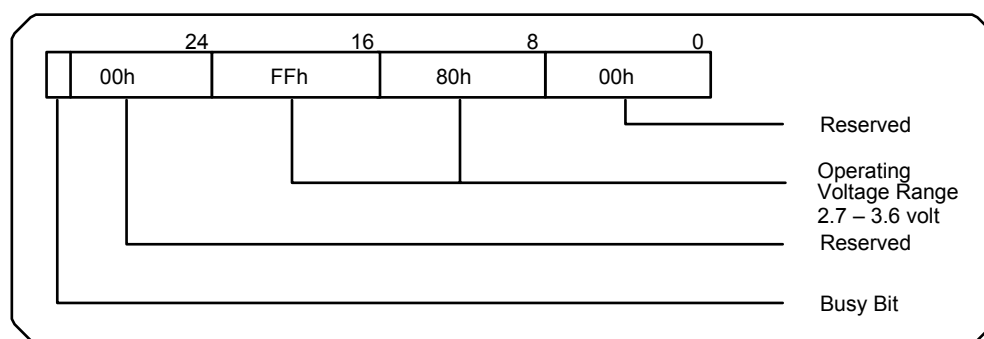 24 16 8 0
00h FFh 80h 00h
Reserved
Operating
Voltage Range
2.7 – 3.6 volt
Reserved
Busy Bit